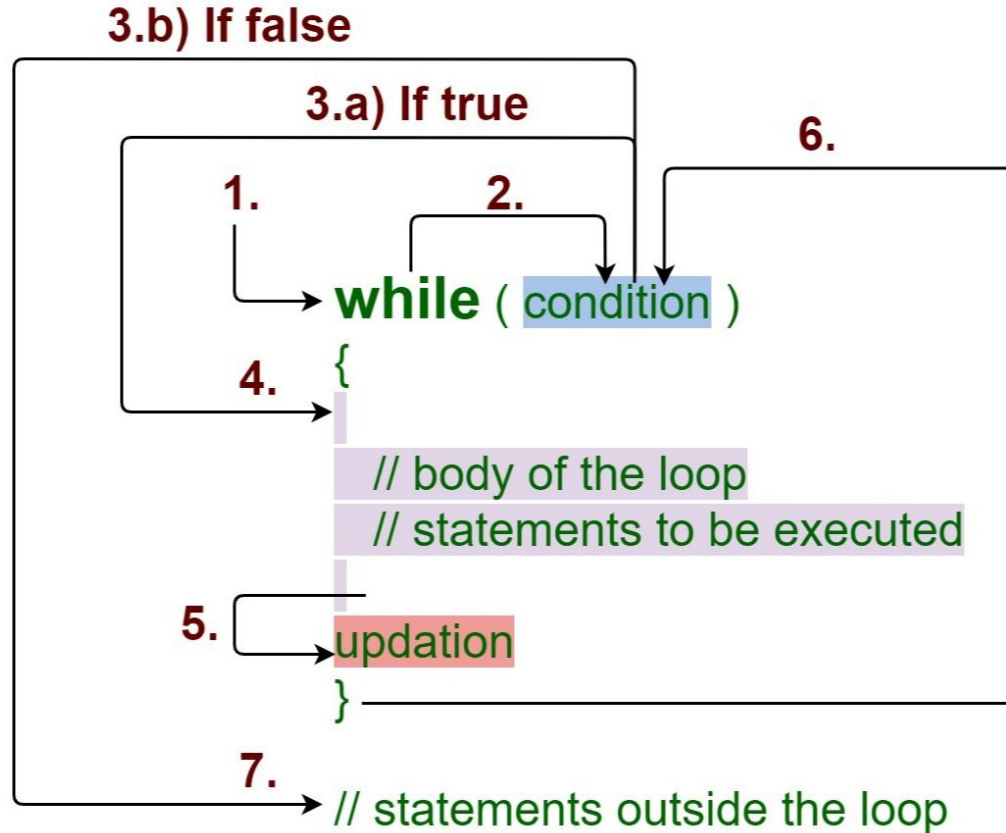 3.b) If false
3.a) If true
6.
1.
2.
while ( condition )
{
4.
// body of the loop
// statements to be executed
5.
updation
}
7.
// statements outside the loop